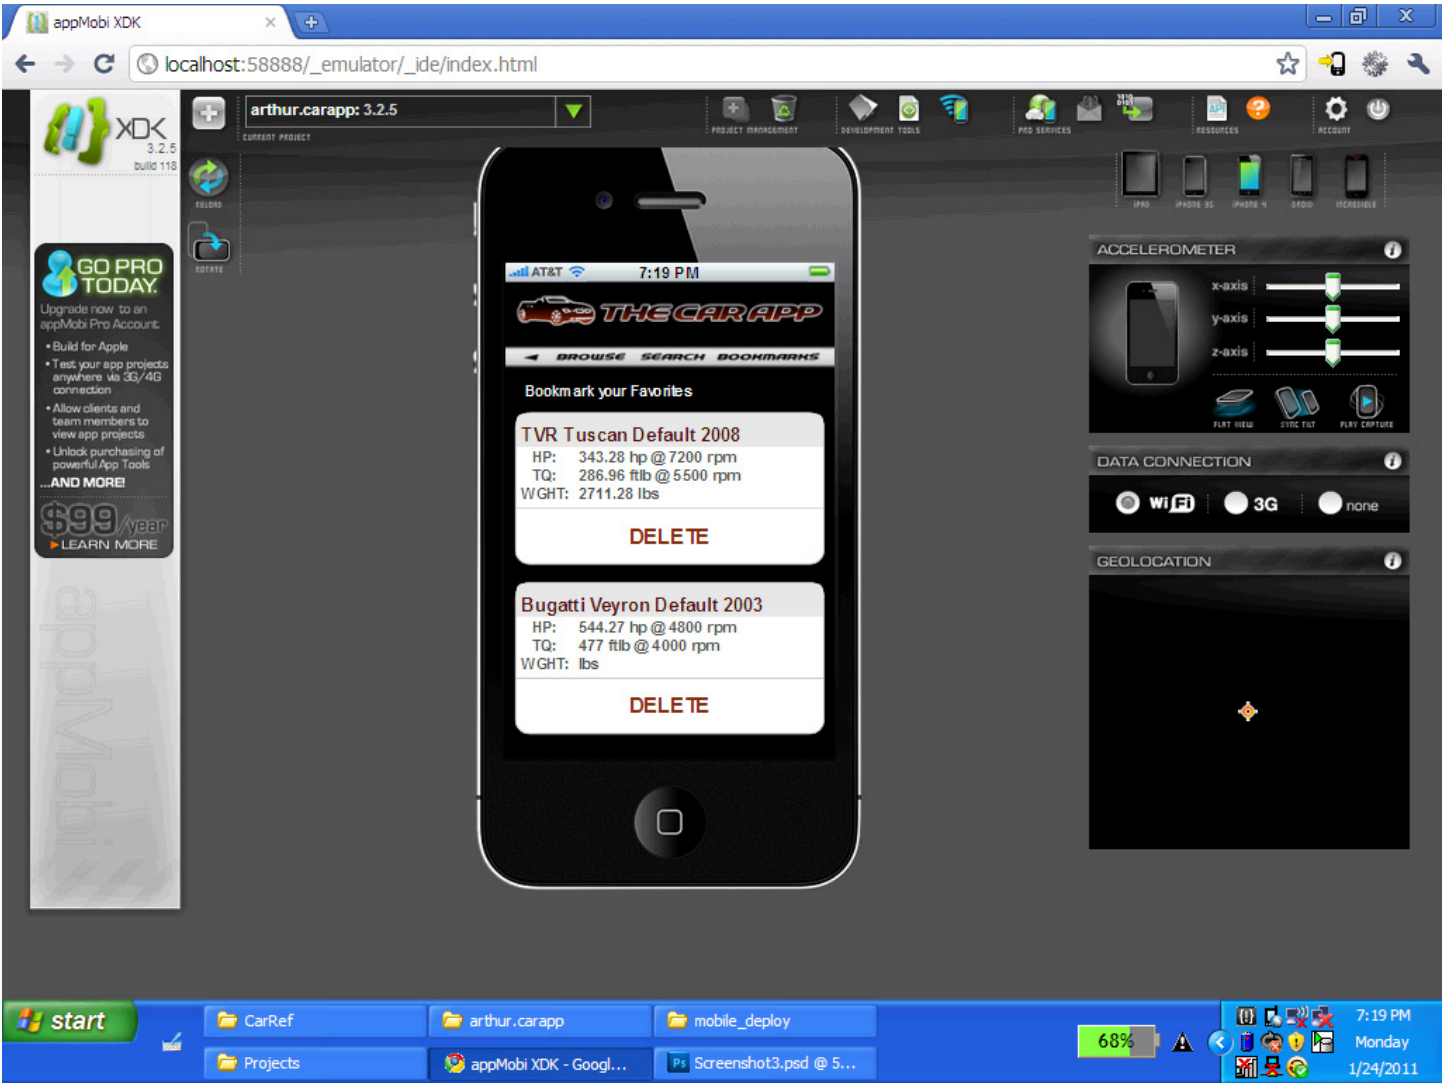 appMobi XDK
localhost:58888/_emulator/_ide/index.html
XDK
3.2.5
build 118
arthur.carapp: 3.2.5
CURRENT PROJECT
PROJECT MANAGEMENT
DEVELOPMENT TOOLS
PRO SERVICES
RESOURCES
ACCOUNT
RELOAD
ROTATE
iPAD
iPHONE 3G
iPHONE 4
DROID
INCREDIBLE
GO PRO
TODAY.
Upgrade now to an
appMobi Pro Account.
• Build for Apple
• Test your app projects
anywhere via 3G/4G
connection
• Allow clients and
team members to
view app projects
• Unlock purchasing of
powerful App Tools
...AND MORE!
$99/year
LEARN MORE
appMobi
AT&T 7:19 PM
THE CAR APP
BROWSE SEARCH BOOKMARKS
Bookmark your Favorites
TVR Tuscan Default 2008
HP: 343.28 hp @ 7200 rpm
TQ: 286.96 ftlb @ 5500 rpm
WGHT: 2711.28 lbs
DELETE
Bugatti Veyron Default 2003
HP: 544.27 hp @ 4800 rpm
TQ: 477 ftlb @ 4000 rpm
WGHT: lbs
DELETE
ACCELEROMETER
x-axis
y-axis
z-axis
FLAT VIEW
SYNC TILT
PLAY CAPTURE
DATA CONNECTION
WiFi 3G none
GEOLOCATION
start
CarRef
arthur.carapp
mobile_deploy
Projects
appMobi XDK - Googl...
Screenshot3.psd @ 5...
68%
7:19 PM
Monday
1/24/2011